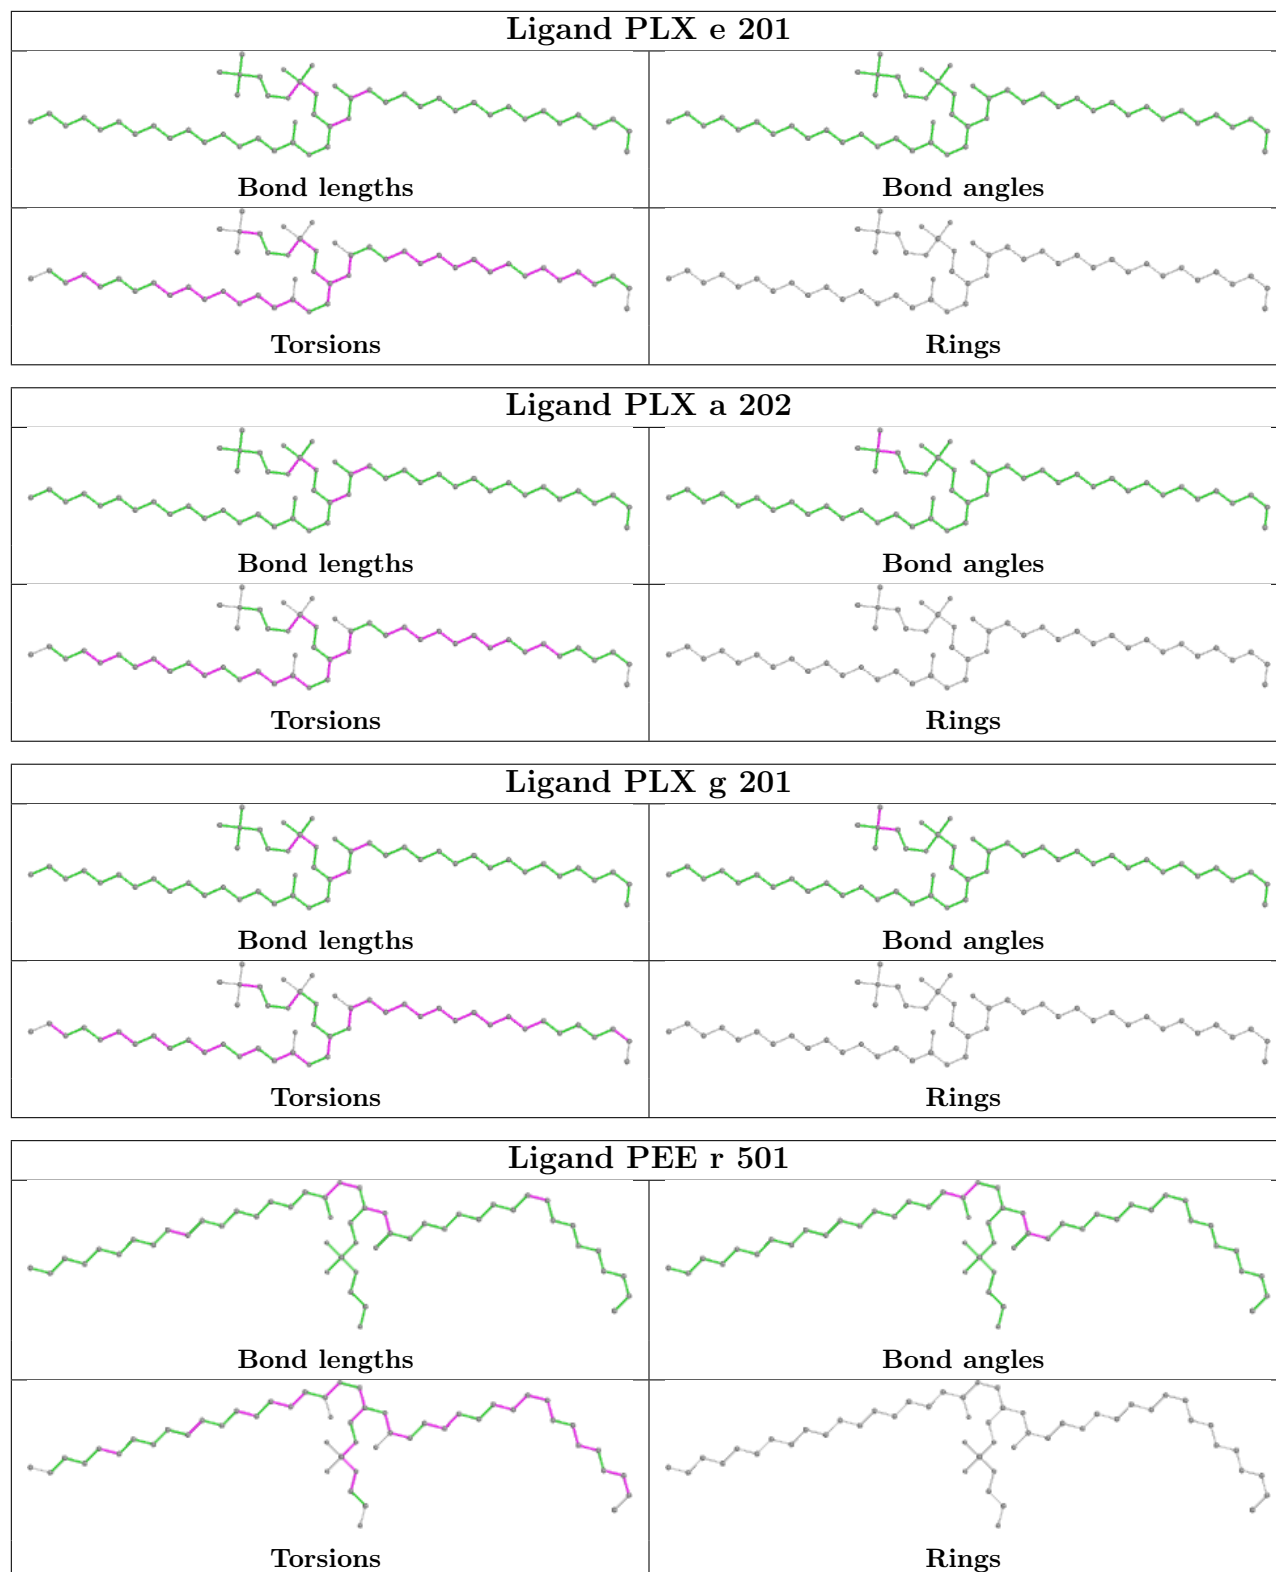 Ligand PLX e 201
Bond lengths
Bond angles
Torsions
Rings
Ligand PLX a 202
Bond lengths
Bond angles
Torsions
Rings
Ligand PLX g 201
Bond lengths
Bond angles
Torsions
Rings
Ligand PEE r 501
Bond lengths
Bond angles
Torsions
Rings